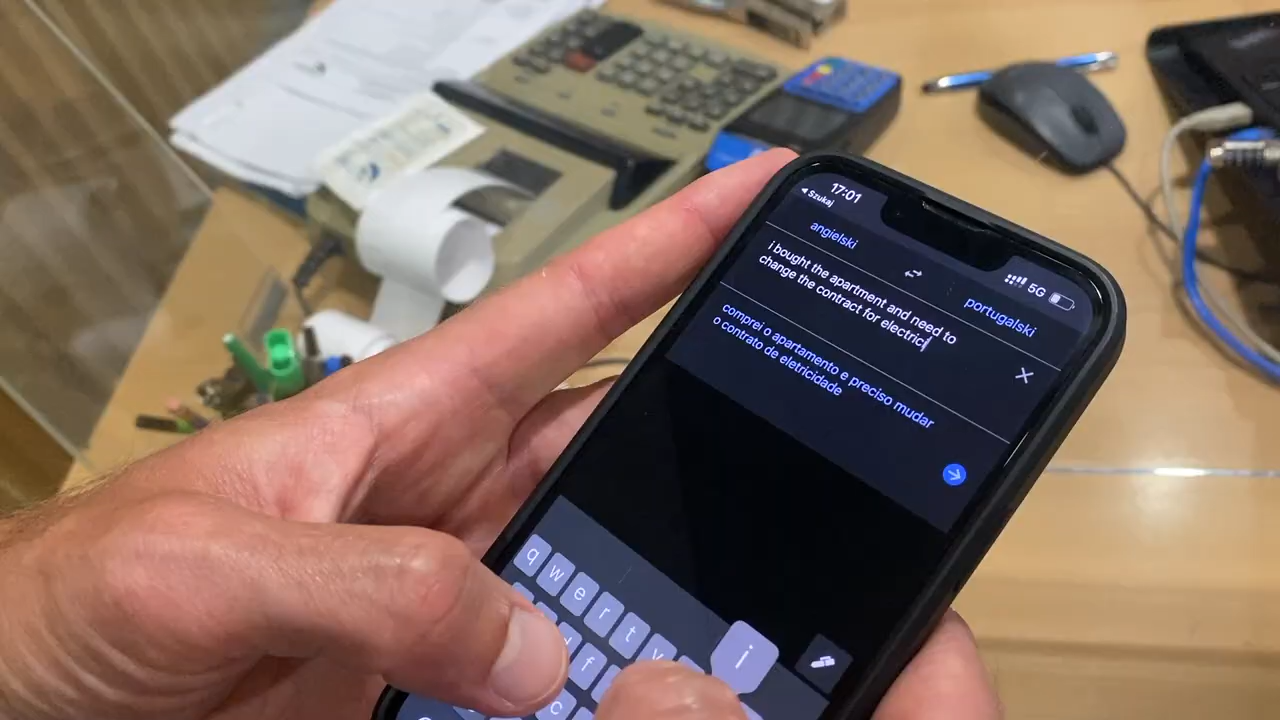 17:01
◀ Szukaj
5G
angielski
portugalski
i bought the apartment and need to
change the contract for electrici
comprei o apartamento e preciso mudar
o contrato de eletricidade
q w e r t y
i
f
c